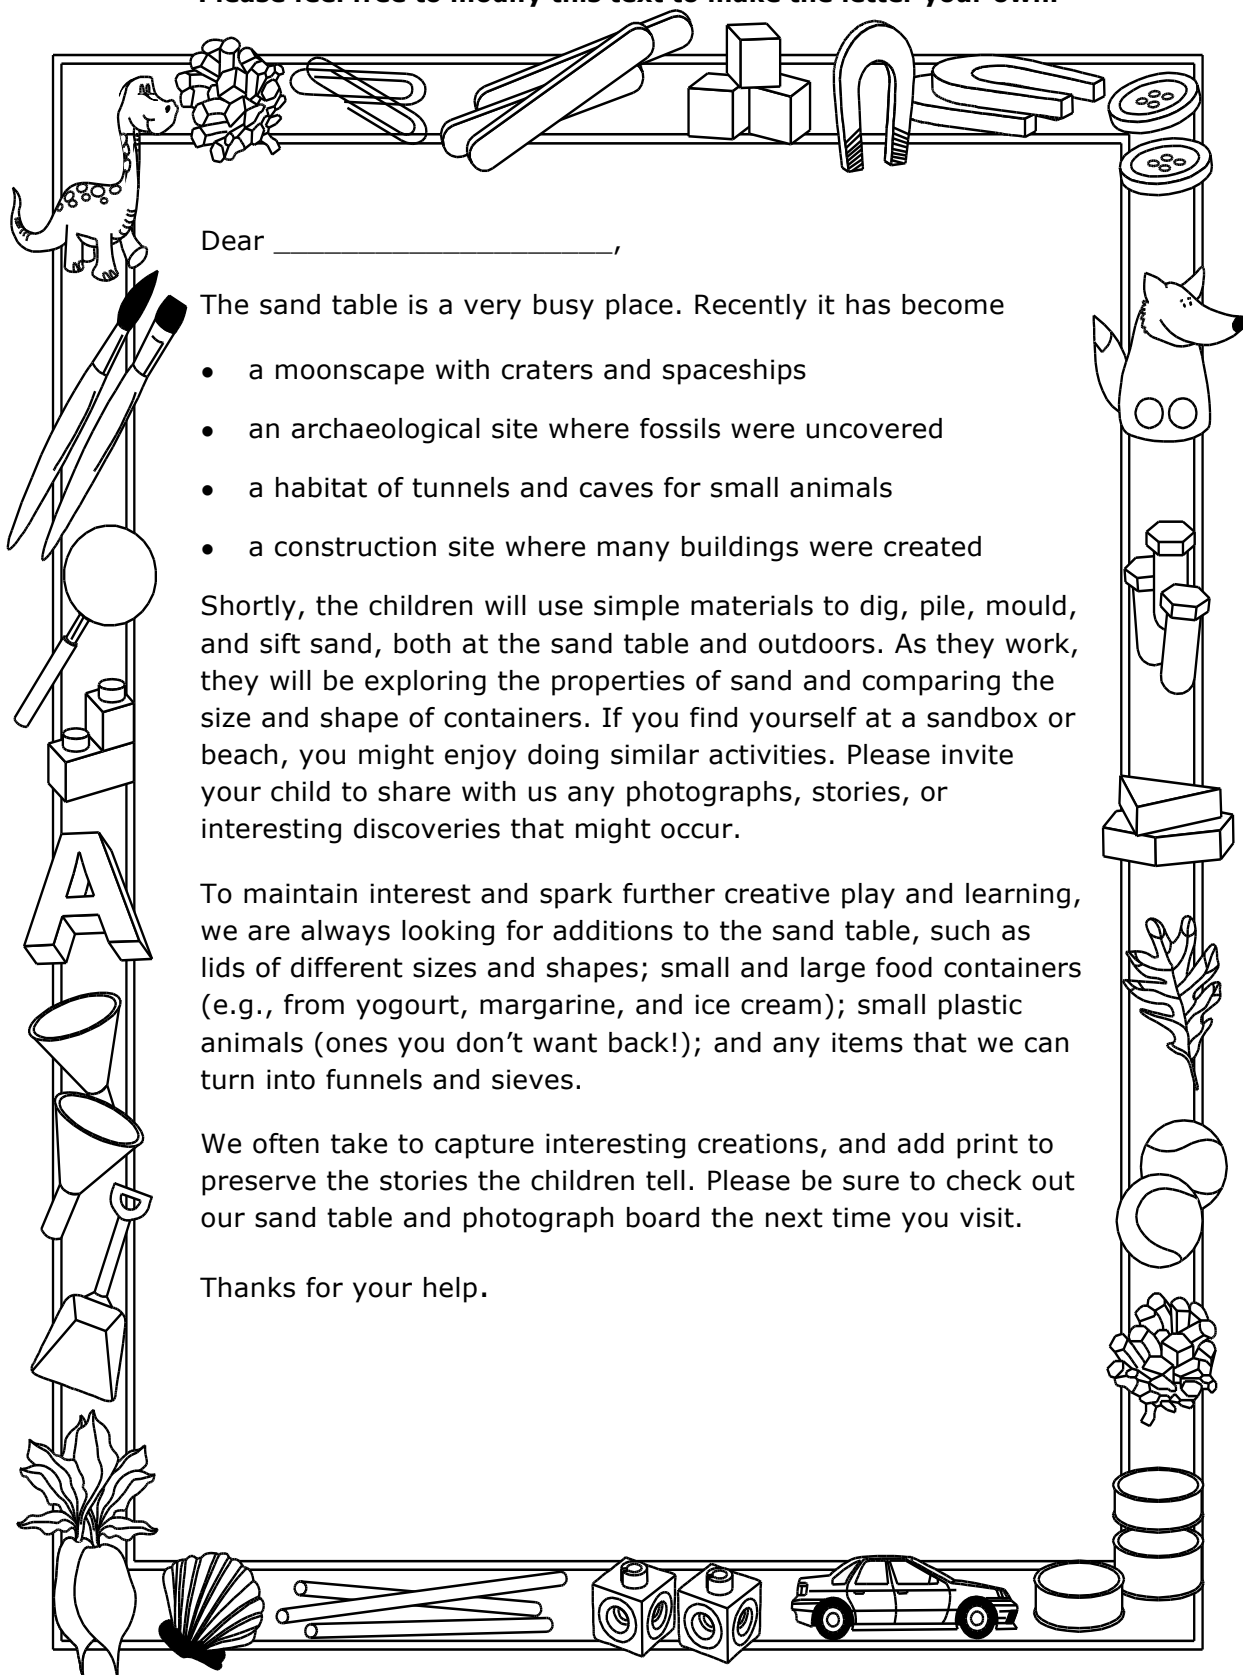 Please feel free to modify this text to make the letter your own.
Dear ______________________,
The sand table is a very busy place. Recently it has become
• a moonscape with craters and spaceships
• an archaeological site where fossils were uncovered
• a habitat of tunnels and caves for small animals
• a construction site where many buildings were created
Shortly, the children will use simple materials to dig, pile, mould,
and sift sand, both at the sand table and outdoors. As they work,
they will be exploring the properties of sand and comparing the
size and shape of containers. If you find yourself at a sandbox or
beach, you might enjoy doing similar activities. Please invite
your child to share with us any photographs, stories, or
interesting discoveries that might occur.
To maintain interest and spark further creative play and learning,
we are always looking for additions to the sand table, such as
lids of different sizes and shapes; small and large food containers
(e.g., from yogourt, margarine, and ice cream); small plastic
animals (ones you don’t want back!); and any items that we can
turn into funnels and sieves.
We often take to capture interesting creations, and add print to
preserve the stories the children tell. Please be sure to check out
our sand table and photograph board the next time you visit.
Thanks for your help.
A